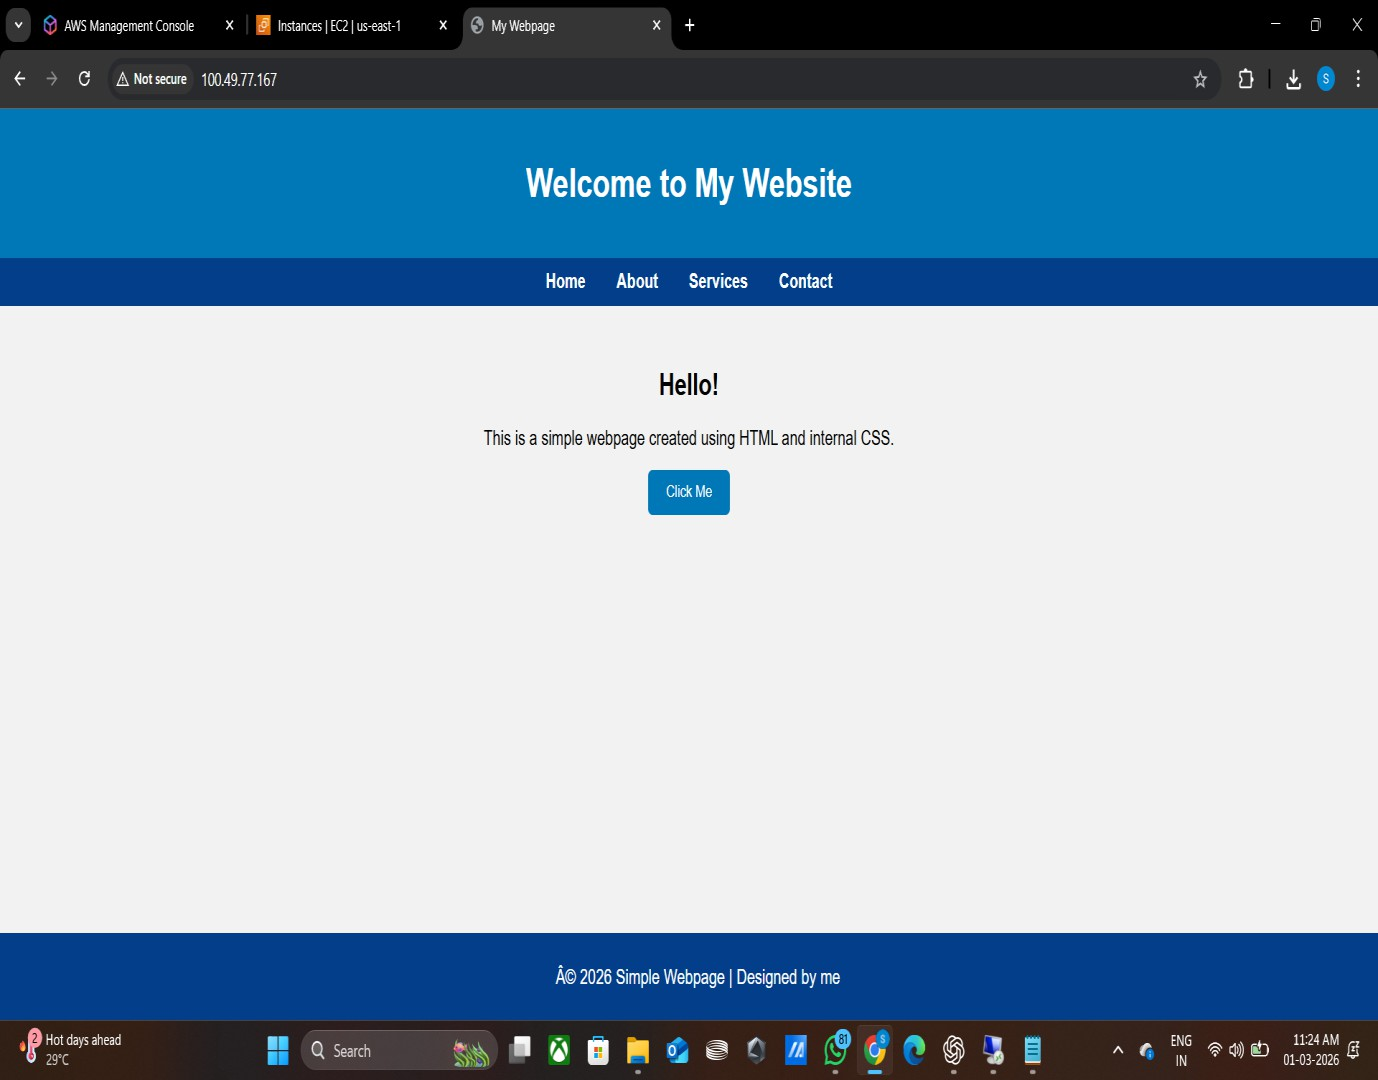 AWS Management Console
Instances | EC2 | us-east-1
My Webpage
Not secure
100.49.77.167
S
Welcome to My Website
Home About Services Contact
Hello!
This is a simple webpage created using HTML and internal CSS.
Click Me
Â© 2026 Simple Webpage | Designed by me
2
Hot days ahead
29°C
Search
81
S
ENG
IN
11:24 AM
01-03-2026